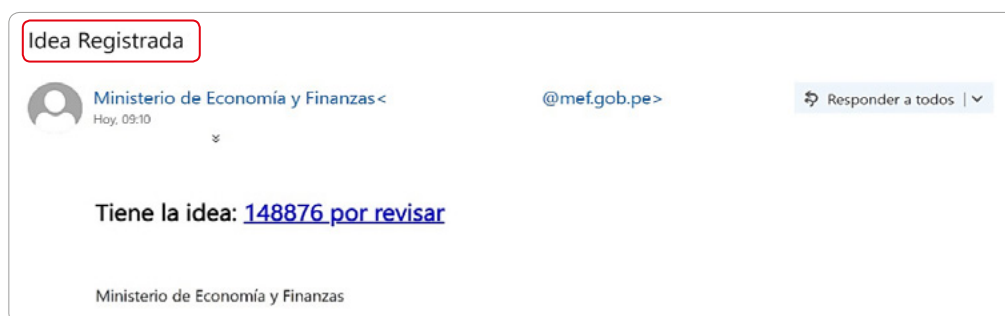 Idea Registrada
Ministerio de Economía y Finanzas< @mef.gob.pe>
Responder a todos
Hoy, 09:10
Tiene la idea: 148876 por revisar
Ministerio de Economía y Finanzas